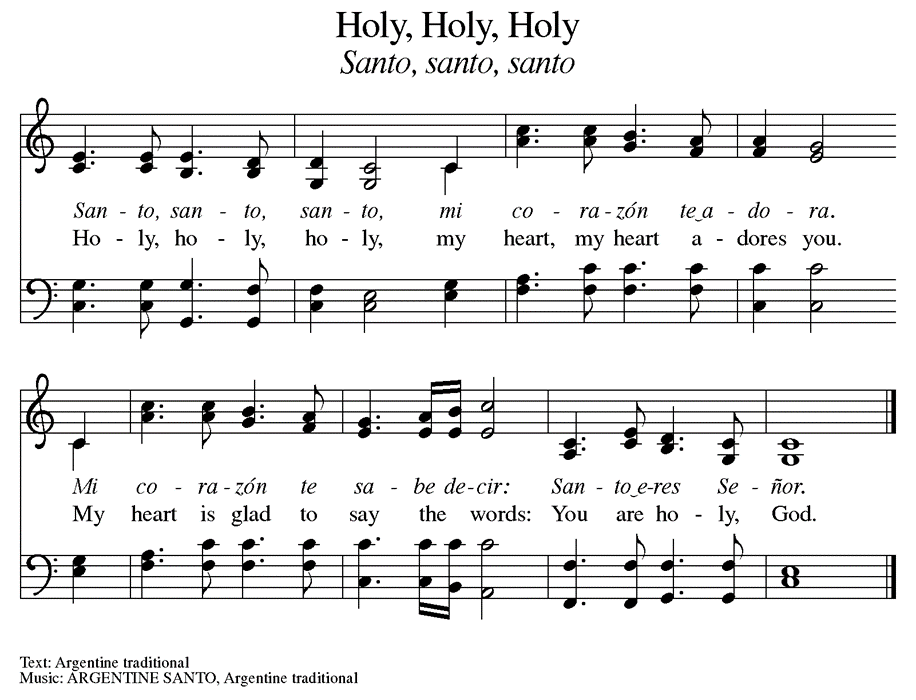 Holy, Holy, Holy
Santo, santo, santo
San - to, san - to, san - to, mi co - ra - zón te‿a - do - ra.
Ho - ly, ho - ly, ho - ly, my heart, my heart a - dores you.
Mi co - ra - zón te sa - be de-cir: San - to‿e-res Se - ñor.
My heart is glad to say the words: You are ho - ly, God.
Text: Argentine traditional
Music: ARGENTINE SANTO, Argentine traditional